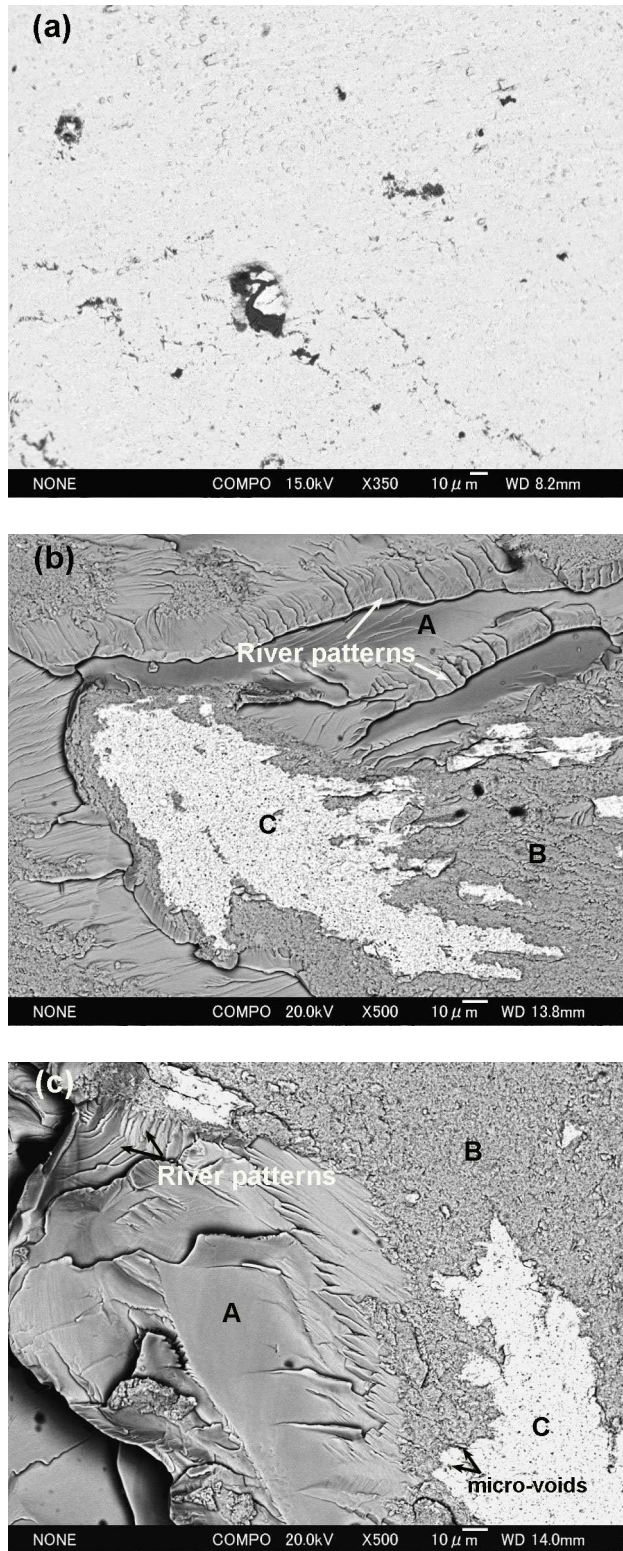 (a)
NONE COMPO 15.0kV X350 10 μm WD 8.2mm
(b)
A
River patterns
C
B
NONE COMPO 20.0kV X500 10 μm WD 13.8mm
(c)
B
River patterns
A
C
micro-voids
NONE COMPO 20.0kV X500 10 μm WD 14.0mm